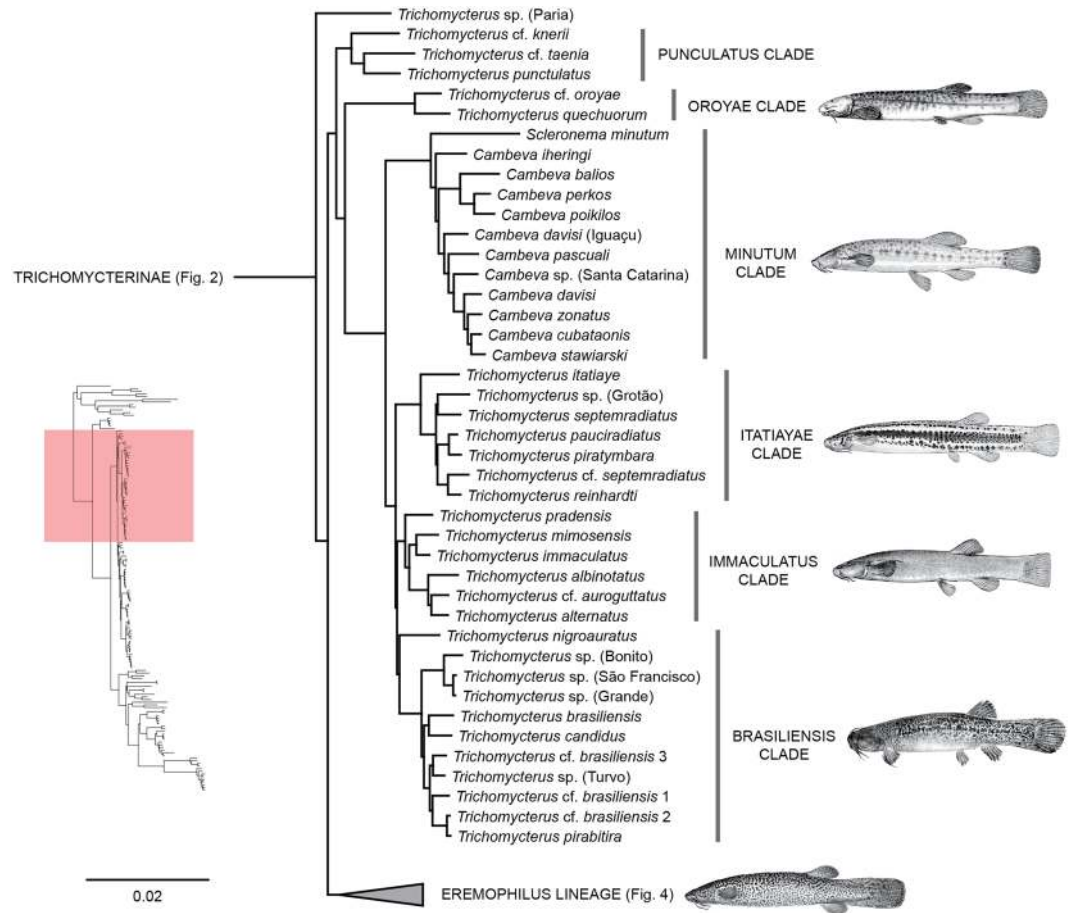 Trichomycterus sp. (Paria)
Trichomycterus cf. knerii
Trichomycterus cf. taenia
Trichomycterus punctulatus
PUNCULATUS CLADE
Trichomycterus cf. oroyae
Trichomycterus quechuorum
OROYAE CLADE
Scleronema minutum
Cambeva iheringi
Cambeva balios
Cambeva perkos
Cambeva poikilos
Cambeva davisi (Iguaçu)
Cambeva pascuali
Cambeva sp. (Santa Catarina)
Cambeva davisi
Cambeva zonatus
Cambeva cubataonis
Cambeva stawiarski
MINUTUM
CLADE
TRICHOMYCTERINAE (Fig. 2)
Trichomycterus itatiaye
Trichomycterus sp. (Grotão)
Trichomycterus septemradiatus
Trichomycterus pauciradiatus
Trichomycterus piratymbara
Trichomycterus cf. septemradiatus
Trichomycterus reinhardti
ITATIAYAE
CLADE
Trichomycterus pradensis
Trichomycterus mimosensis
Trichomycterus immaculatus
Trichomycterus albinotatus
Trichomycterus cf. auroguttatus
Trichomycterus alternatus
IMMACULATUS
CLADE
Trichomycterus nigroauratus
Trichomycterus sp. (Bonito)
Trichomycterus sp. (São Francisco)
Trichomycterus sp. (Grande)
Trichomycterus brasiliensis
Trichomycterus candidus
Trichomycterus cf. brasiliensis 3
Trichomycterus sp. (Turvo)
Trichomycterus cf. brasiliensis 1
Trichomycterus cf. brasiliensis 2
Trichomycterus pirabitira
BRASILIENSIS
CLADE
0.02
EREMOPHILUS LINEAGE (Fig. 4)